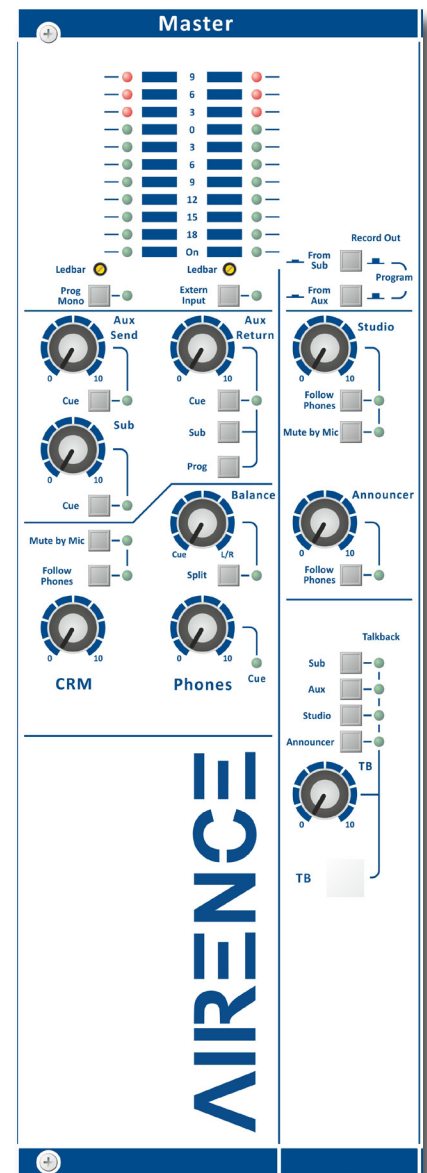 Master
9
6
3
0
3
6
9
12
15
18
On
Ledbar
Ledbar
Prog
Mono
Extern
Input
Record Out
From
Sub
Program
From
Aux
Aux
Send
0 10
Cue
Aux
Return
0 10
Cue
Sub
Prog
Sub
0 10
Cue
Studio
0 10
Follow
Phones
Mute by Mic
Mute by Mic
Follow
Phones
Balance
Cue L/R
Split
Announcer
0 10
Follow
Phones
0 10
CRM
0 10
Phones
Cue
Talkback
Sub
Aux
Studio
Announcer
TB
0 10
TB
AIRENCE